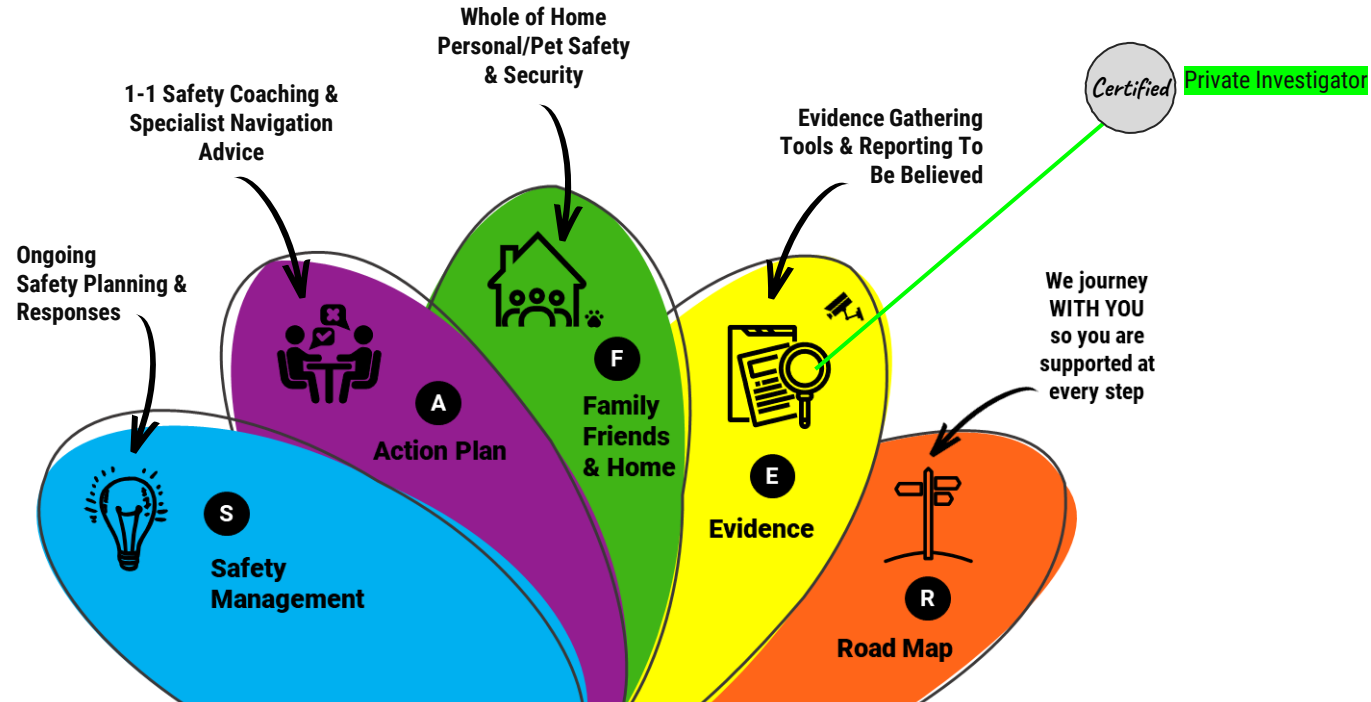 Whole of Home
Personal/Pet Safety
& Security
1-1 Safety Coaching &
Specialist Navigation
Advice
Evidence Gathering
Tools & Reporting To
Be Believed
Certified
Private Investigator
Ongoing
Safety Planning &
Responses
We journey
WITH YOU
so you are
supported at
every step
S
Safety
Management
A
Action Plan
F
Family
Friends
& Home
E
Evidence
R
Road Map